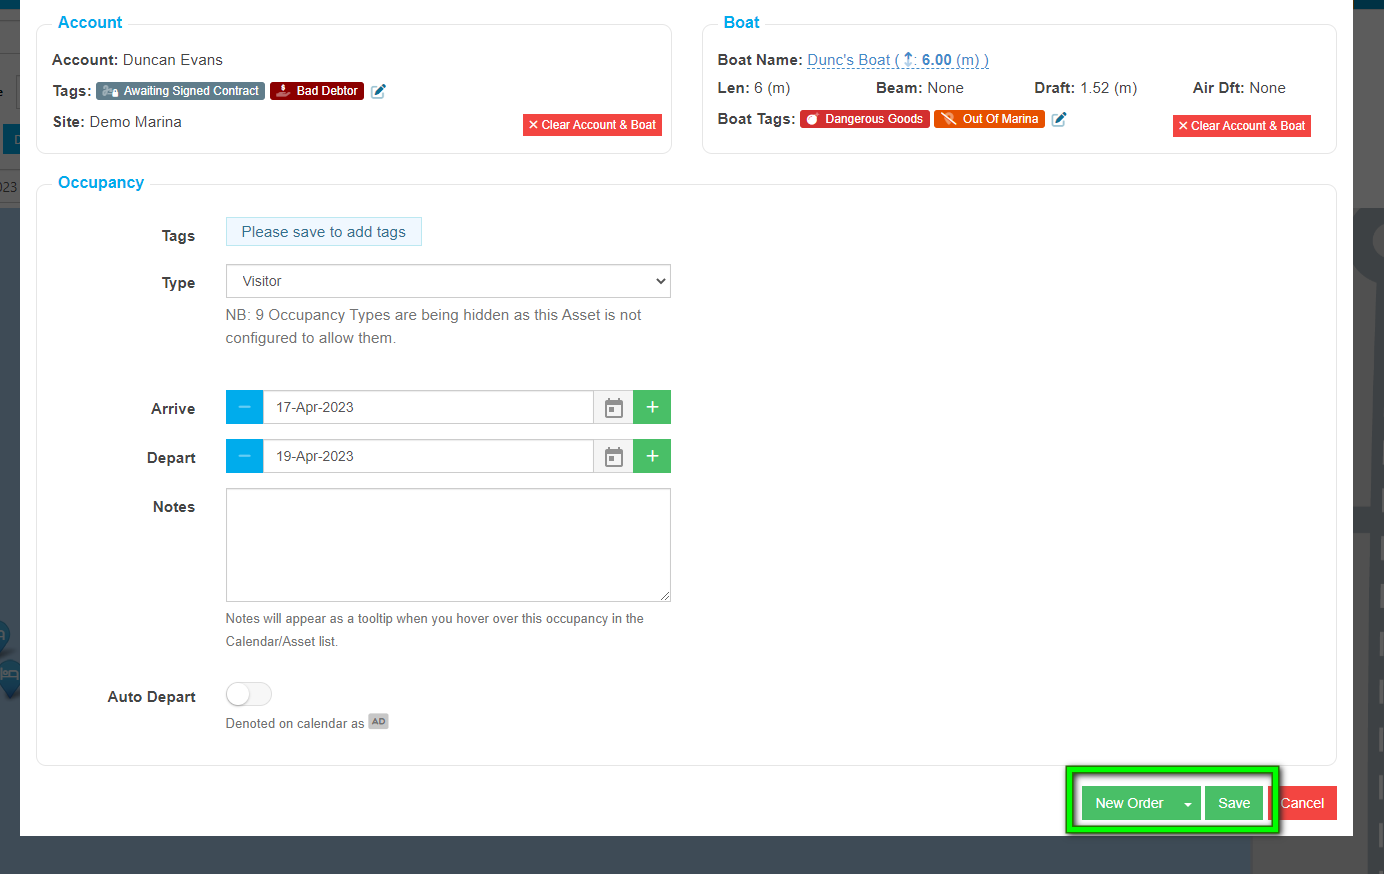 Account
Account: Duncan Evans
Tags: Awaiting Signed Contract Bad Debtor
Site: Demo Marina
✕ Clear Account & Boat
Boat
Boat Name: Dunc's Boat ( : 6.00 (m) )
Len: 6 (m) Beam: None Draft: 1.52 (m) Air Dft: None
Boat Tags: Dangerous Goods Out Of Marina
✕ Clear Account & Boat
Occupancy
Tags Please save to add tags
Type Visitor
NB: 9 Occupancy Types are being hidden as this Asset is not
configured to allow them.
Arrive − 17-Apr-2023 +
Depart − 19-Apr-2023 +
Notes
Notes will appear as a tooltip when you hover over this occupancy in the
Calendar/Asset list.
Auto Depart
Denoted on calendar as AD
New Order Save Cancel